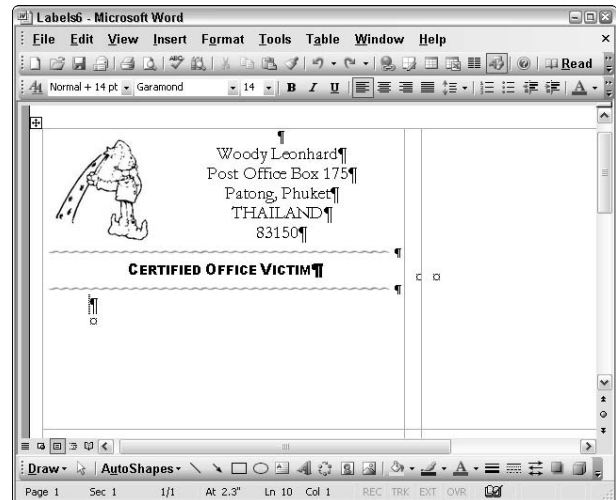 Labels6 - Microsoft Word
File Edit View Insert Format Tools Table Window Help
Read
Normal + 14 pt Garamond 14 B I U A
¶
Woody Leonhard¶
Post Office Box 175¶
Patong, Phuket¶
THAILAND¶
83150¶
¶
CERTIFIED OFFICE VICTIM¶
¶
¶
Draw AutoShapes A
Page 1 Sec 1 1/1 At 2.3" Ln 10 Col 1 REC TRK EXT OVR